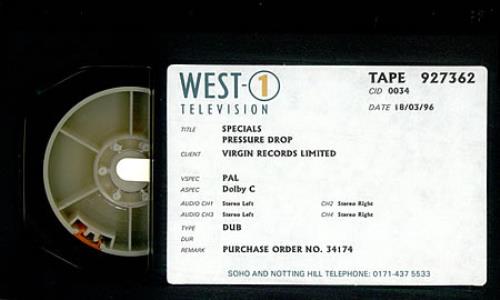 WEST-1
TELEVISION
TAPE 927362
CID 0034
DATE 18/03/96
TITLE SPECIALS
PRESSURE DROP
CLIENT VIRGIN RECORDS LIMITED
VSPEC PAL
ASPEC Dolby C
AUDIO CH1 Stereo Left CH2 Stereo Right
AUDIO CH3 Stereo Left CH4 Stereo Right
TYPE DUB
DUR
REMARK PURCHASE ORDER NO. 34174
SOHO AND NOTTING HILL TELEPHONE: 0171-437 5533